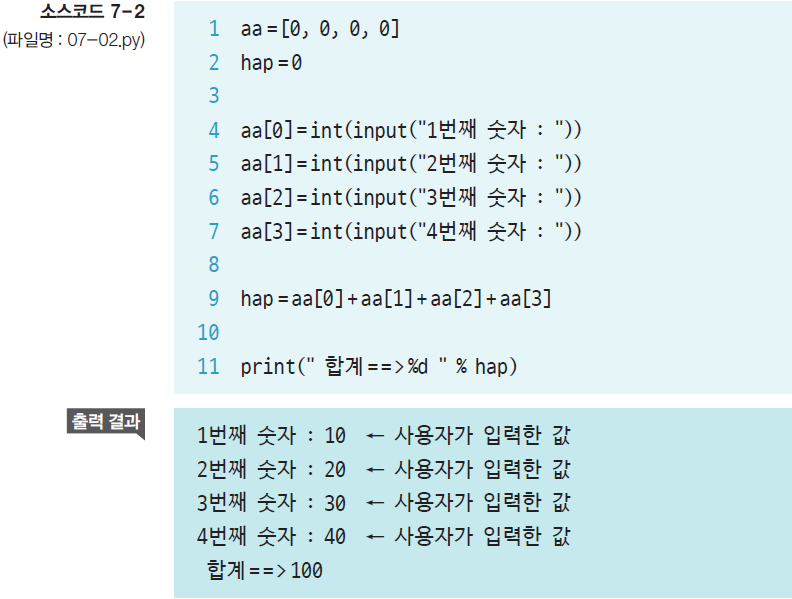 소스코드 7-2
(파일명 : 07-02.py)
1 aa=[0, 0, 0, 0]
2 hap=0
3
4 aa[0]=int(input("1번째 숫자 : "))
5 aa[1]=int(input("2번째 숫자 : "))
6 aa[2]=int(input("3번째 숫자 : "))
7 aa[3]=int(input("4번째 숫자 : "))
8
9 hap=aa[0]+aa[1]+aa[2]+aa[3]
10
11 print(" 합계==>%d " % hap)
출력 결과
1번째 숫자 : 10 ← 사용자가 입력한 값
2번째 숫자 : 20 ← 사용자가 입력한 값
3번째 숫자 : 30 ← 사용자가 입력한 값
4번째 숫자 : 40 ← 사용자가 입력한 값
합계==>100